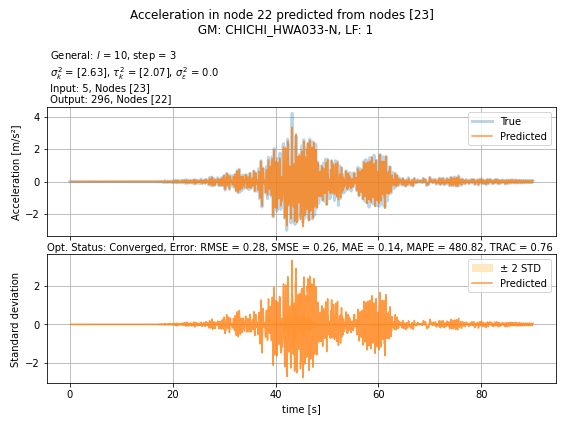 Acceleration in node 22 predicted from nodes [23]
GM: CHICHI_HWA033-N, LF: 1
General: l = 10, step = 3
σ²ₖ = [2.63], τ²ₖ = [2.07], σ²ε = 0.0
Input: 5, Nodes [23]
Output: 296, Nodes [22]
Acceleration [m/s²]
4
2
0
−2
True
Predicted
Opt. Status: Converged, Error: RMSE = 0.28, SMSE = 0.26, MAE = 0.14, MAPE = 480.82, TRAC = 0.76
Standard deviation
2
0
−2
± 2 STD
Predicted
0 20 40 60 80
time [s]